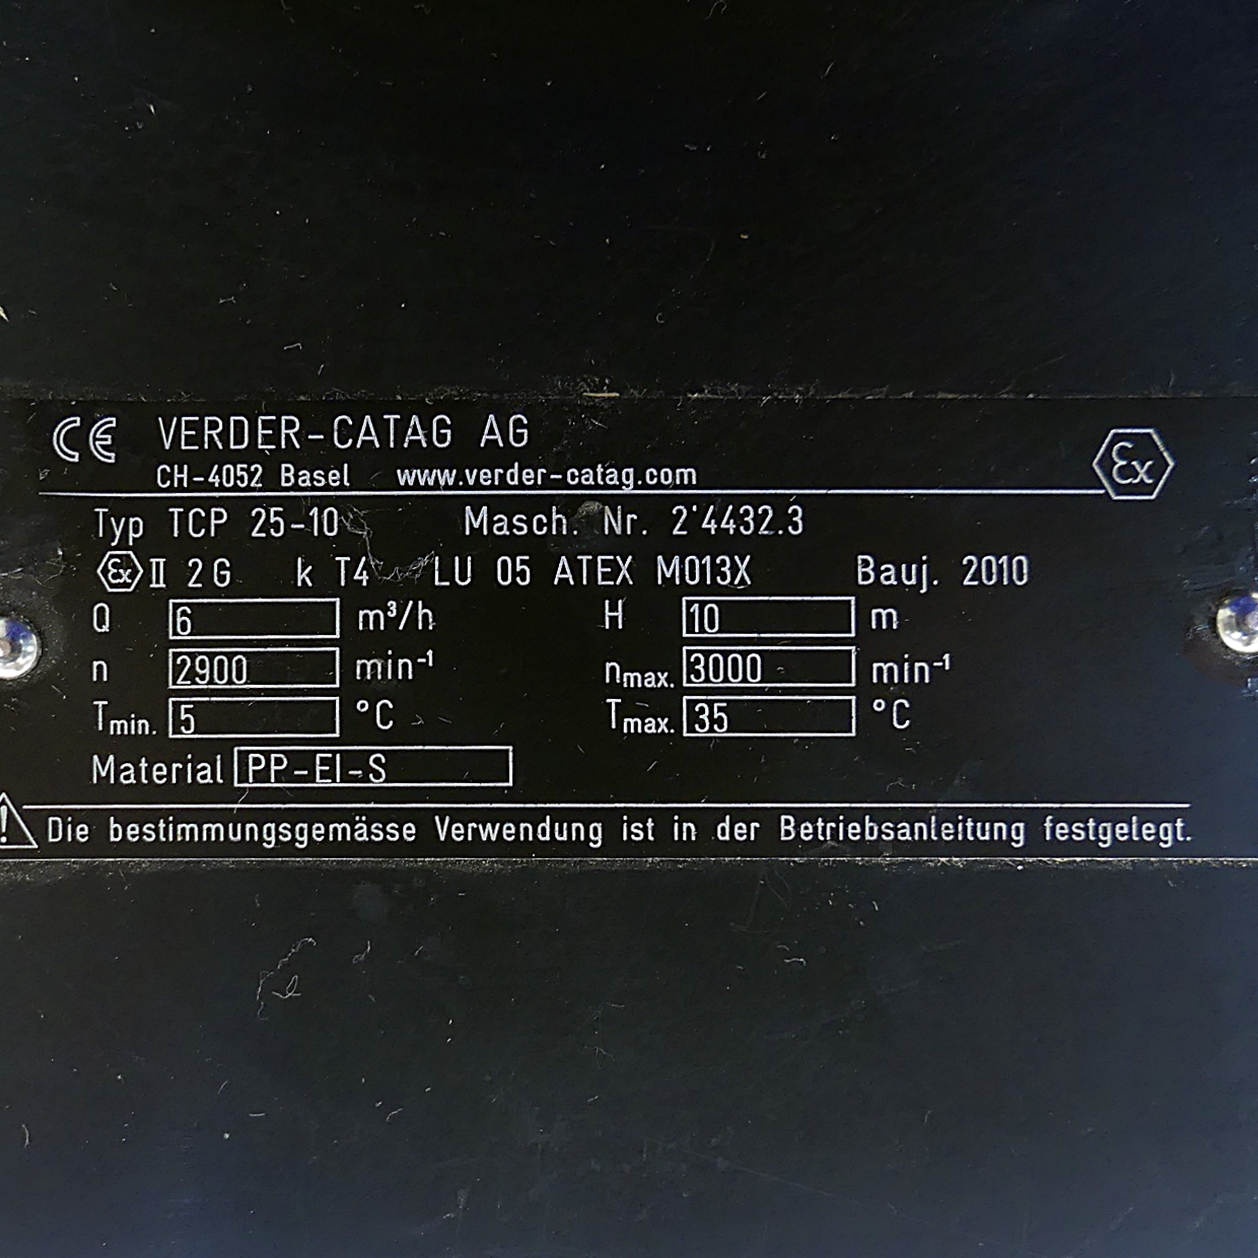 CE VERDER-CATAG AG
CH-4052 Basel www.verder-catag.com
Ex
Typ TCP 25-10 Masch. Nr. 2'4432.3
Ex II 2G k T4 LU 05 ATEX M013X Bauj. 2010
Q 6 m³/h H 10 m
n 2900 min⁻¹ nmax. 3000 min⁻¹
Tmin. 5 °C Tmax. 35 °C
Material PP-EI-S
! Die bestimmungsgemässe Verwendung ist in der Betriebsanleitung festgelegt.